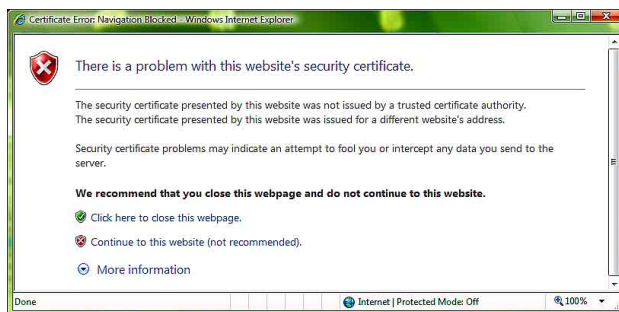 Certificate Error: Navigation Blocked - Windows Internet Explorer
There is a problem with this website's security certificate.
The security certificate presented by this website was not issued by a trusted certificate authority.
The security certificate presented by this website was issued for a different website's address.
Security certificate problems may indicate an attempt to fool you or intercept any data you send to the
server.
We recommend that you close this webpage and do not continue to this website.
Click here to close this webpage.
Continue to this website (not recommended).
More information
Done Internet | Protected Mode: Off 100%